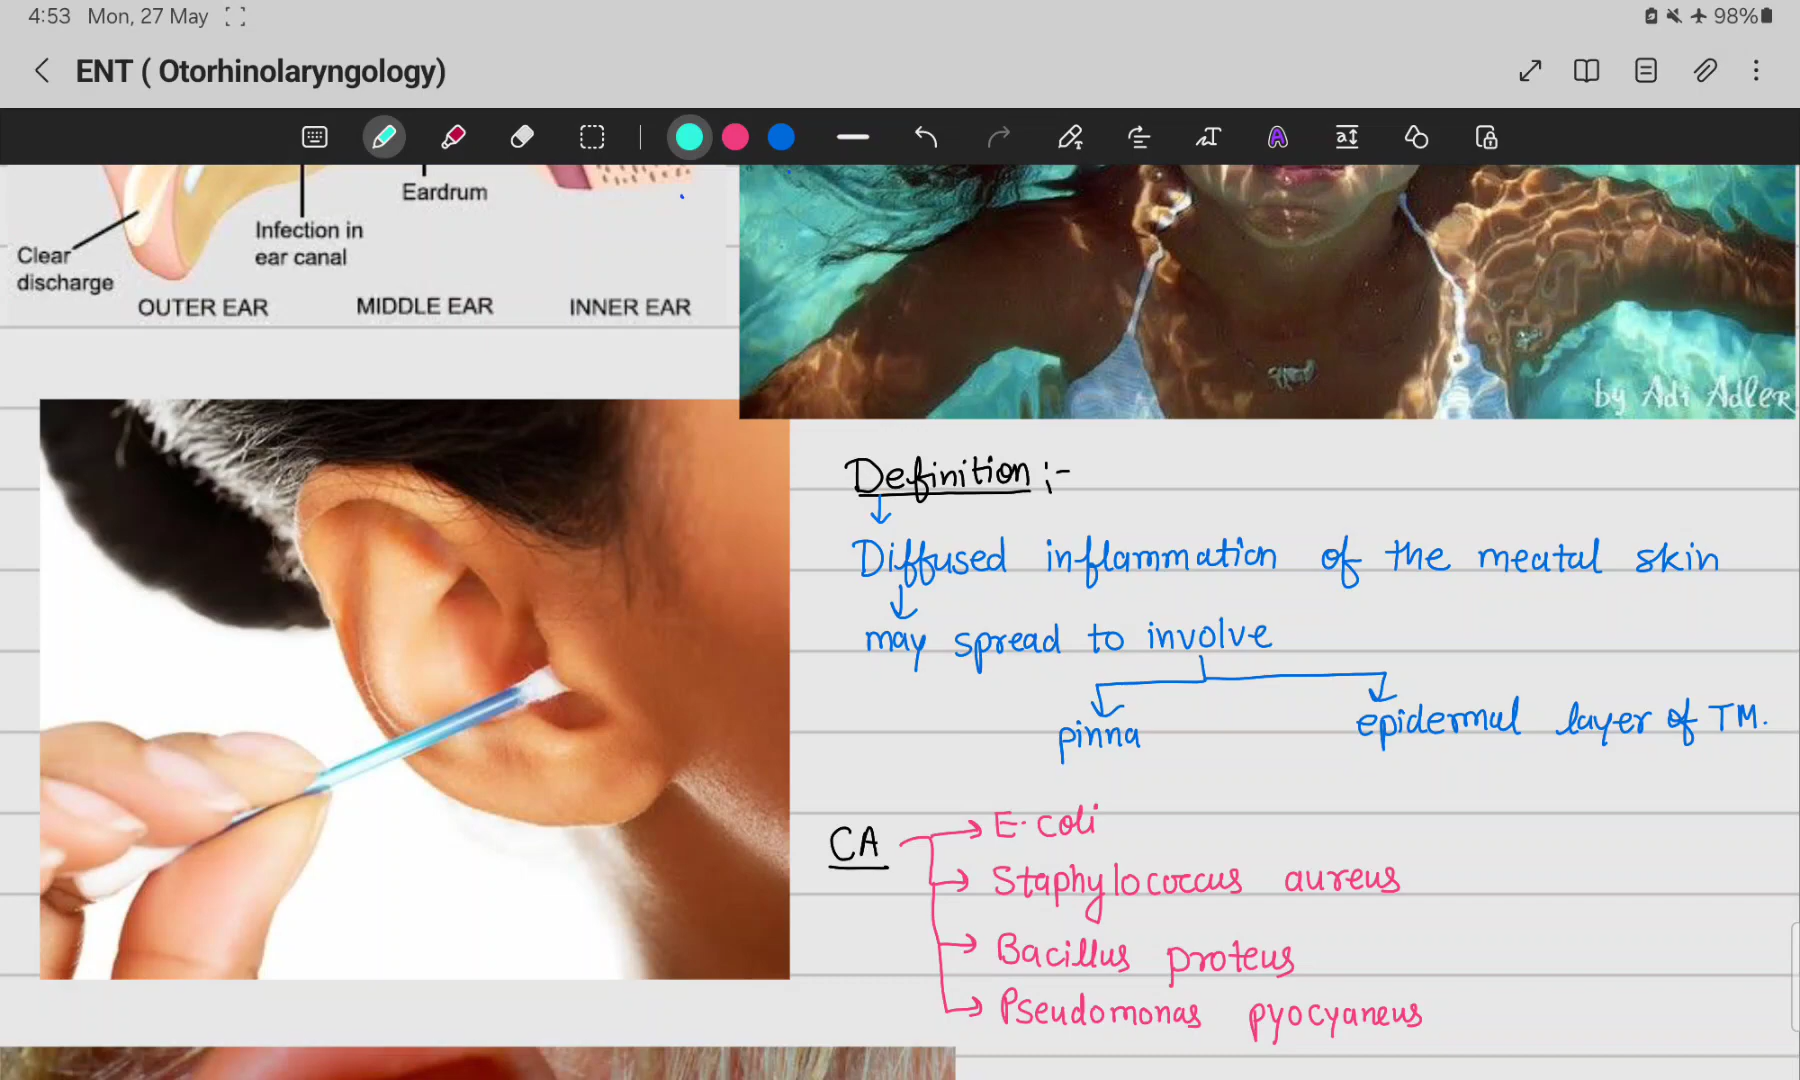 4:53 Mon, 27 May
98%
ENT ( Otorhinolaryngology)
Eardrum
Infection in
ear canal
Clear
discharge
OUTER EAR
MIDDLE EAR
INNER EAR
by Adi Adler
Definition :-
Diffused inflammation of the meatal skin
may spread to involve
pinna
epidermal layer of TM.
CA
E. coli
Staphylococcus aureus
Bacillus proteus
Pseudomonas pyocyaneus